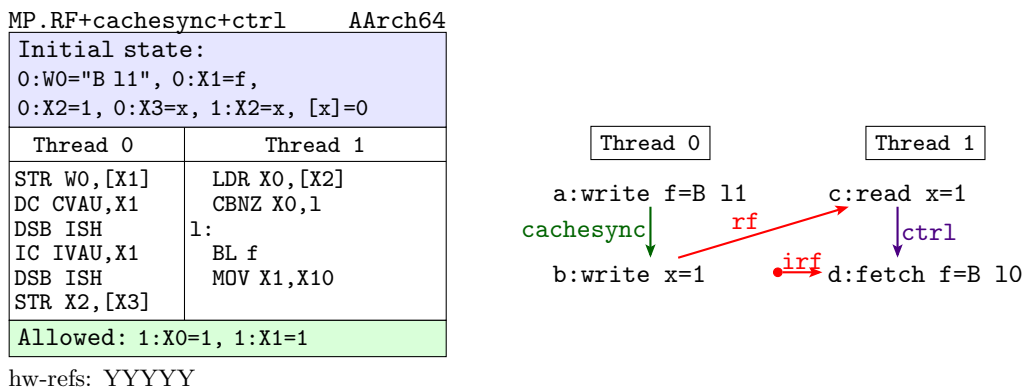 MP.RF+cachesync+ctrl AArch64
Initial state:
0:W0="B l1", 0:X1=f,
0:X2=1, 0:X3=x, 1:X2=x, [x]=0
Thread 0 Thread 1
STR W0,[X1] LDR X0,[X2]
DC CVAU,X1 CBNZ X0,l
DSB ISH l:
IC IVAU,X1 BL f
DSB ISH MOV X1,X10
STR X2,[X3]
Allowed: 1:X0=1, 1:X1=1
hw-refs: YYYYY
Thread 0 Thread 1
a:write f=B l1 c:read x=1
cachesync rf ctrl
irf
b:write x=1 d:fetch f=B l0